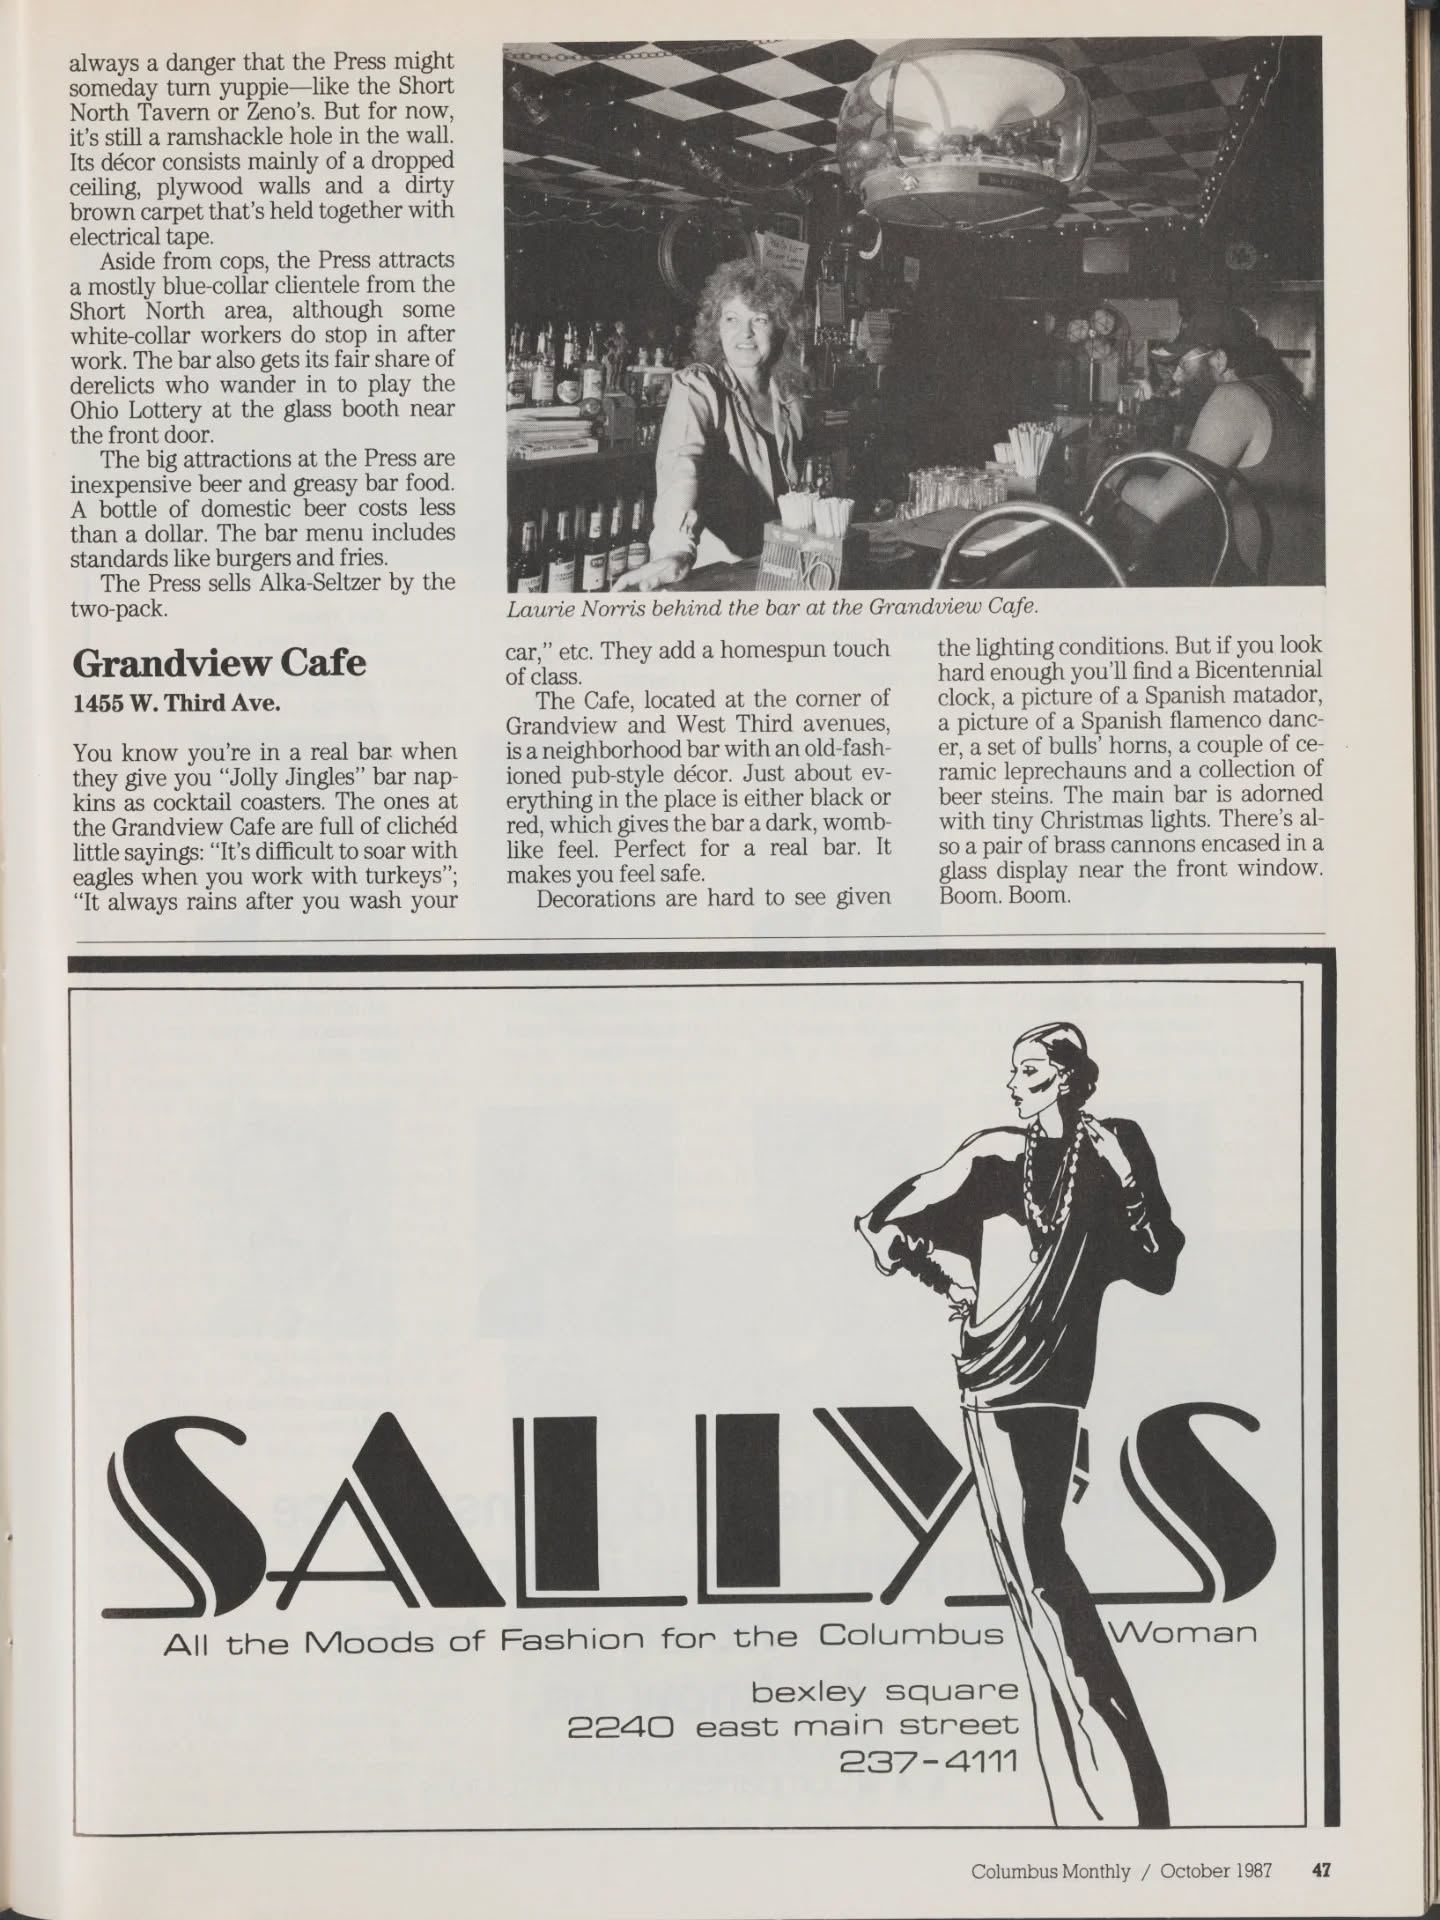 always a danger that the Press might
someday turn yuppie—like the Short
North Tavern or Zeno's. But for now,
it's still a ramshackle hole in the wall.
Its décor consists mainly of a dropped
ceiling, plywood walls and a dirty
brown carpet that's held together with
electrical tape.
Aside from cops, the Press attracts
a mostly blue-collar clientele from the
Short North area, although some
white-collar workers do stop in after
work. The bar also gets its fair share of
derelicts who wander in to play the
Ohio Lottery at the glass booth near
the front door.
The big attractions at the Press are
inexpensive beer and greasy bar food.
A bottle of domestic beer costs less
than a dollar. The bar menu includes
standards like burgers and fries.
The Press sells Alka-Seltzer by the
two-pack.
Grandview Cafe
1455 W. Third Ave.
You know you're in a real bar when
they give you “Jolly Jingles” bar nap-
kins as cocktail coasters. The ones at
the Grandview Cafe are full of clichéd
little sayings: “It's difficult to soar with
eagles when you work with turkeys”;
“It always rains after you wash your
Laurie Norris behind the bar at the Grandview Cafe.
car,” etc. They add a homespun touch
of class.
The Cafe, located at the corner of
Grandview and West Third avenues,
is a neighborhood bar with an old-fash-
ioned pub-style décor. Just about ev-
erything in the place is either black or
red, which gives the bar a dark, womb-
like feel. Perfect for a real bar. It
makes you feel safe.
Decorations are hard to see given
the lighting conditions. But if you look
hard enough you'll find a Bicentennial
clock, a picture of a Spanish matador,
a picture of a Spanish flamenco danc-
er, a set of bulls' horns, a couple of ce-
ramic leprechauns and a collection of
beer steins. The main bar is adorned
with tiny Christmas lights. There's al-
so a pair of brass cannons encased in a
glass display near the front window.
Boom. Boom.
SALLY'S
All the Moods of Fashion for the Columbus Woman
bexley square
2240 east main street
237-4111
Columbus Monthly / October 1987 47